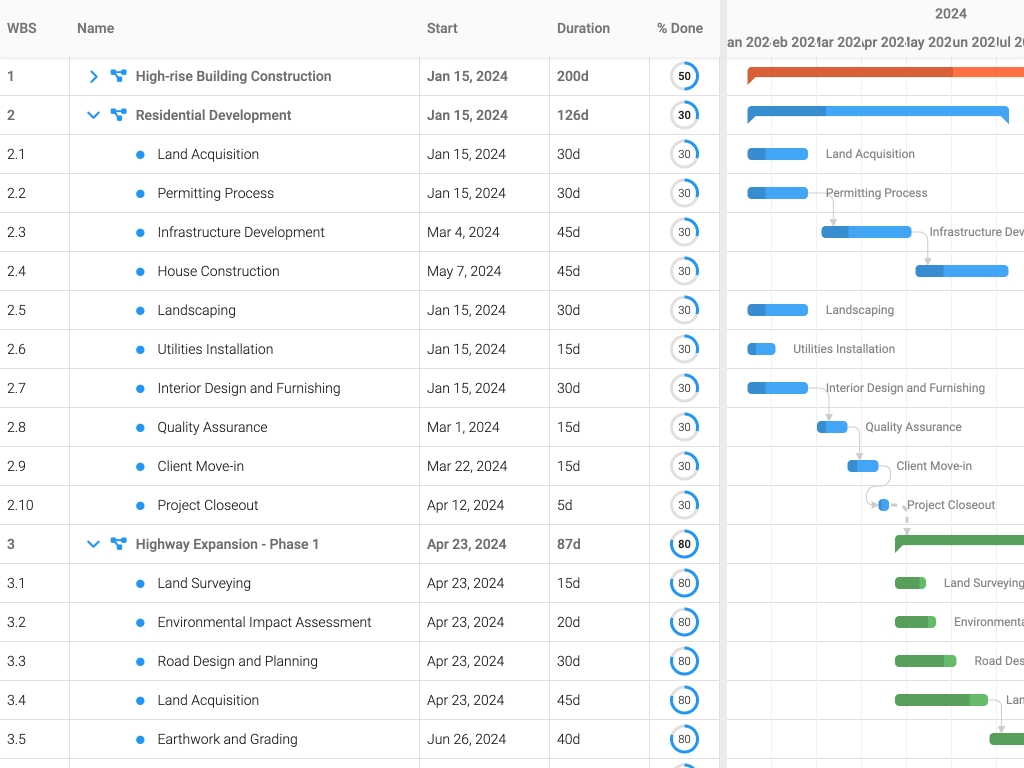 WBS Name Start Duration % Done 2024
an 202 eb 202 ar 202 pr 202 ay 202 un 202 Jul 20
1 High-rise Building Construction Jan 15, 2024 200d 50
2 Residential Development Jan 15, 2024 126d 30
2.1 Land Acquisition Jan 15, 2024 30d 30 Land Acquisition
2.2 Permitting Process Jan 15, 2024 30d 30 Permitting Process
2.3 Infrastructure Development Mar 4, 2024 45d 30 Infrastructure Dev
2.4 House Construction May 7, 2024 45d 30
2.5 Landscaping Jan 15, 2024 30d 30 Landscaping
2.6 Utilities Installation Jan 15, 2024 15d 30 Utilities Installation
2.7 Interior Design and Furnishing Jan 15, 2024 30d 30 Interior Design and Furnishing
2.8 Quality Assurance Mar 1, 2024 15d 30 Quality Assurance
2.9 Client Move-in Mar 22, 2024 15d 30 Client Move-in
2.10 Project Closeout Apr 12, 2024 5d 30 Project Closeout
3 Highway Expansion - Phase 1 Apr 23, 2024 87d 80
3.1 Land Surveying Apr 23, 2024 15d 80 Land Surveying
3.2 Environmental Impact Assessment Apr 23, 2024 20d 80 Environmenta
3.3 Road Design and Planning Apr 23, 2024 30d 80 Road Des
3.4 Land Acquisition Apr 23, 2024 45d 80 Lan
3.5 Earthwork and Grading Jun 26, 2024 40d 80